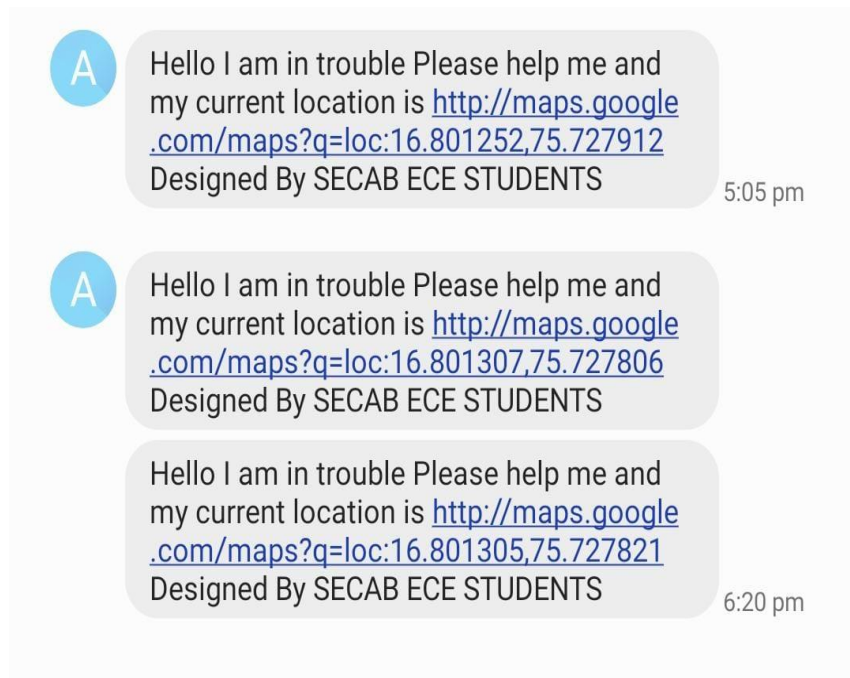 A
Hello I am in trouble Please help me and
my current location is http://maps.google
.com/maps?q=loc:16.801252,75.727912
Designed By SECAB ECE STUDENTS
5:05 pm
A
Hello I am in trouble Please help me and
my current location is http://maps.google
.com/maps?q=loc:16.801307,75.727806
Designed By SECAB ECE STUDENTS
Hello I am in trouble Please help me and
my current location is http://maps.google
.com/maps?q=loc:16.801305,75.727821
Designed By SECAB ECE STUDENTS
6:20 pm